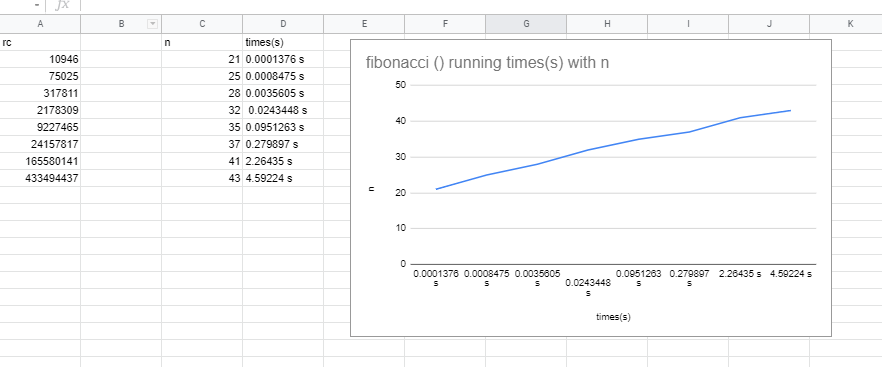 fx
A B C D E F G H I J K
rc n times(s)
10946 21 0.0001376 s
75025 25 0.0008475 s
317811 28 0.0035605 s
2178309 32 0.0243448 s
9227465 35 0.0951263 s
24157817 37 0.279897 s
165580141 41 2.26435 s
433494437 43 4.59224 s
fibonacci () running times(s) with n
50
40
30
20
10
0
n
0.0001376 s
0.0008475 s
0.0035605 s
0.0243448 s
0.0951263 s
0.279897 s
2.26435 s
4.59224 s
times(s)